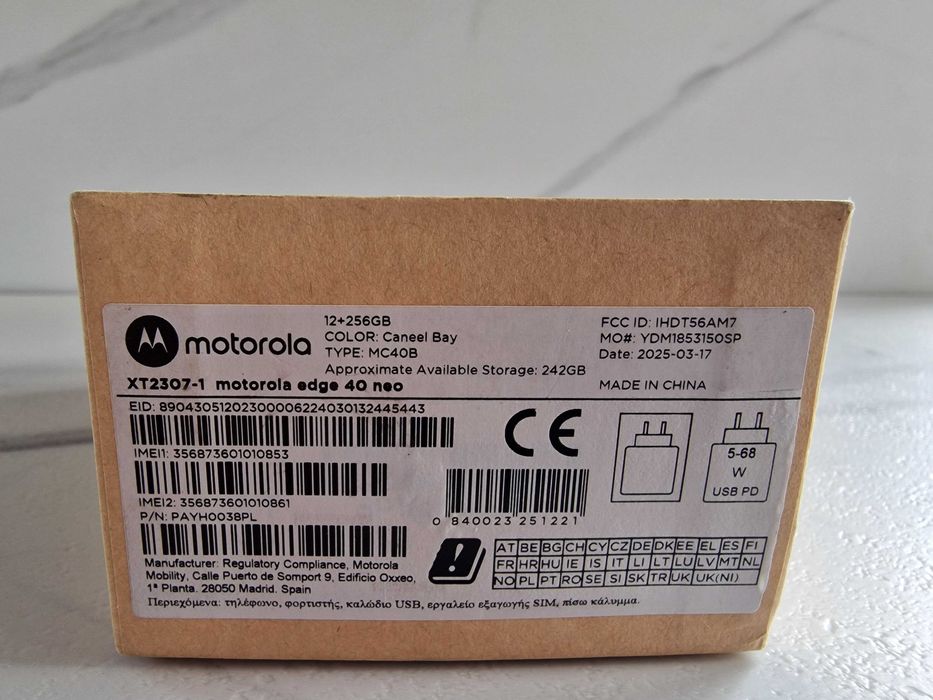 motorola
12+256GB
COLOR: Caneel Bay
TYPE: MC40B
Approximate Available Storage: 242GB
FCC ID: IHDT56AM7
MO#: YDM1853150SP
Date: 2025-03-17
XT2307-1 motorola edge 40 neo
MADE IN CHINA
EID: 89043051202300006224030132445443
IMEI1: 356873601010853
IMEI2: 356873601010861
P/N: PAYH0038PL
CE
0 840023 251221
5-68
W
USB PD
Manufacturer: Regulatory Compliance, Motorola
Mobility, Calle Puerto de Somport 9, Edificio Oxxeo,
1ª Planta. 28050 Madrid. Spain
AT BE BG CH CY CZ DE DK EE EL ES FI
FR HR HU IE IS IT LI LT LU LV MT NL
NO PL PT RO SE SI SK TR UK UK(NI)
Περιεχόμενα: τηλέφωνο, φορτιστής, καλώδιο USB, εργαλείο εξαγωγής SIM, πίσω κάλυμμα.